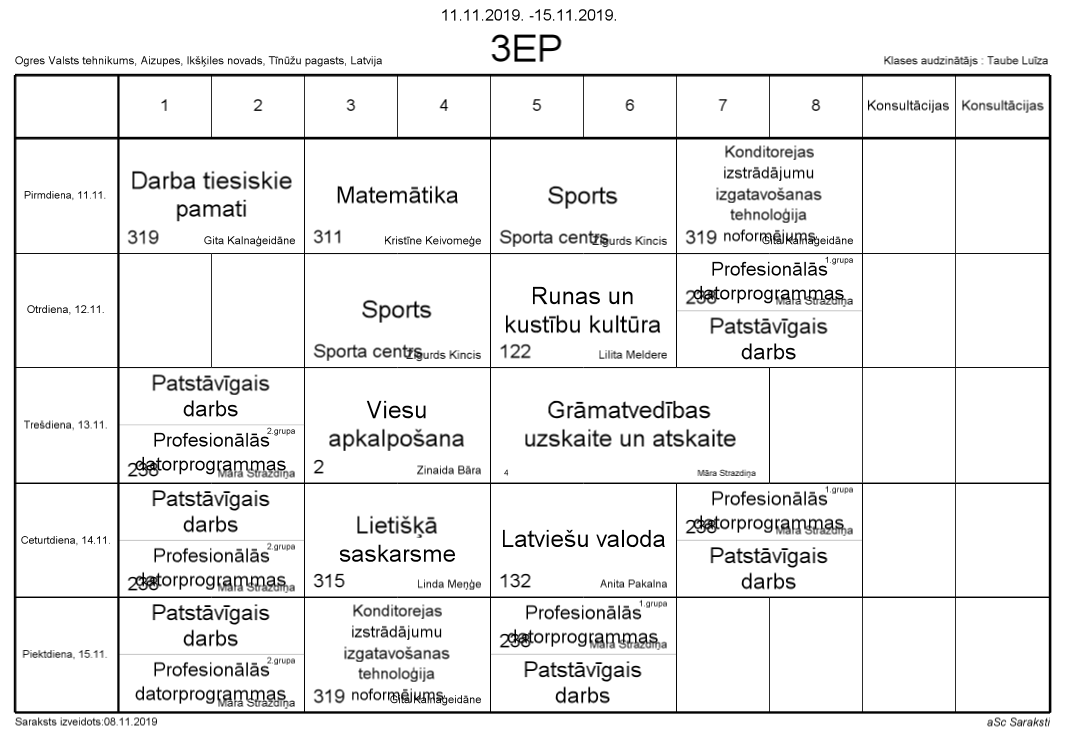 11.11.2019. -15.11.2019.
3EP
Ogres Valsts tehnikums, Aizupes, Ikšķiles novads, Tīnūžu pagasts, Latvija
Klases audzinātājs : Taube Luīza
1 2 3 4 5 6 7 8 Konsultācijas Konsultācijas
Pirmdiena, 11.11.
Darba tiesiskie
pamati
319 Gita Kalnaģeidāne
Matemātika
311 Kristīne Keivomeģe
Sports
Sporta centrs Zigurds Kincis
Konditorejas
izstrādājumu
izgatavošanas
tehnoloģija
noformējums
319 Gita Kalnaģeidāne
Otrdiena, 12.11.
Sports
Sporta centrs Zigurds Kincis
Runas un
kustību kultūra
122 Lilita Meldere
1.grupa
Profesionālās
datorprogrammas
238 Māra Strazdiņa
Patstāvīgais
darbs
Trešdiena, 13.11.
Patstāvīgais
darbs
2.grupa
Profesionālās
datorprogrammas
238 Māra Strazdiņa
Viesu
apkalpošana
2 Zinaida Bāra
Grāmatvedības
uzskaite un atskaite
4 Māra Strazdiņa
Ceturtdiena, 14.11.
Patstāvīgais
darbs
2.grupa
Profesionālās
datorprogrammas
238 Māra Strazdiņa
Lietišķā
saskarsme
315 Linda Meņģe
Latviešu valoda
132 Anita Pakalna
1.grupa
Profesionālās
datorprogrammas
238 Māra Strazdiņa
Patstāvīgais
darbs
Piektdiena, 15.11.
Patstāvīgais
darbs
2.grupa
Profesionālās
datorprogrammas
Māra Strazdiņa
Konditorejas
izstrādājumu
izgatavošanas
tehnoloģija
noformējums
319 Gita Kalnaģeidāne
1.grupa
Profesionālās
datorprogrammas
238 Māra Strazdiņa
Patstāvīgais
darbs
Saraksts izveidots:08.11.2019
aSc Saraksti